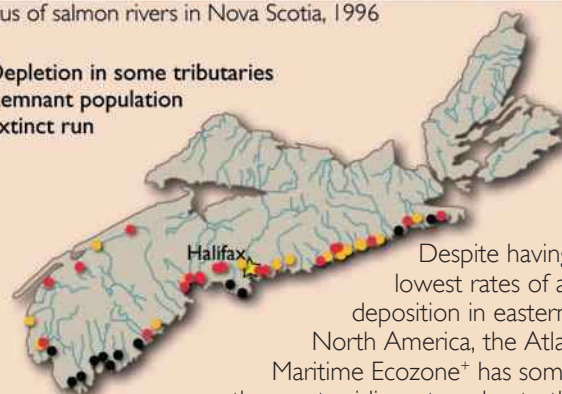 us of salmon rivers in Nova Scotia, 1996
Depletion in some tributaries
emnant population
xtinct run
Halifax
Despite having
lowest rates of a
deposition in eastern
North America, the Atla
Maritime Ecozone+ has som